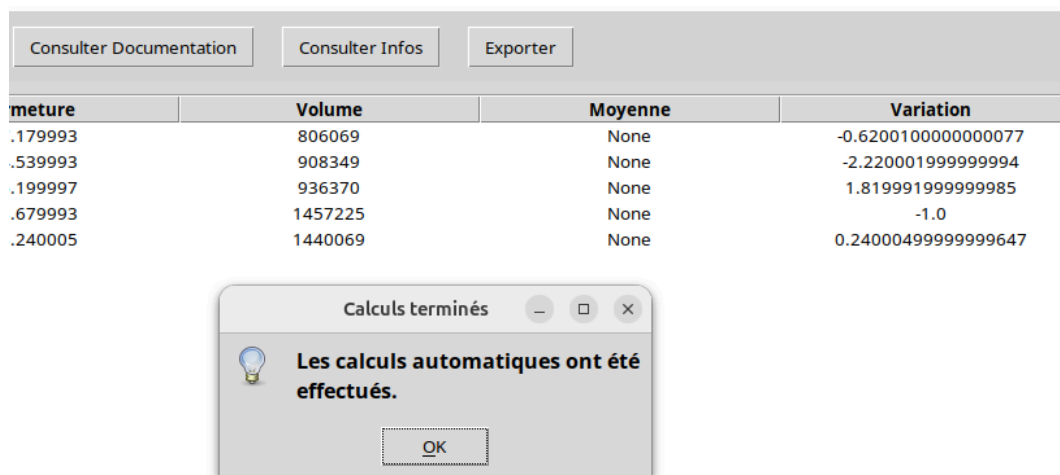 Consulter Documentation Consulter Infos Exporter
rmeture Volume Moyenne Variation
.179993 806069 None -0.6200100000000077
.539993 908349 None -2.220001999999994
.199997 936370 None 1.819991999999985
.679993 1457225 None -1.0
.240005 1440069 None 0.24000499999999647
Calculs terminés
Les calculs automatiques ont été
effectués.
OK